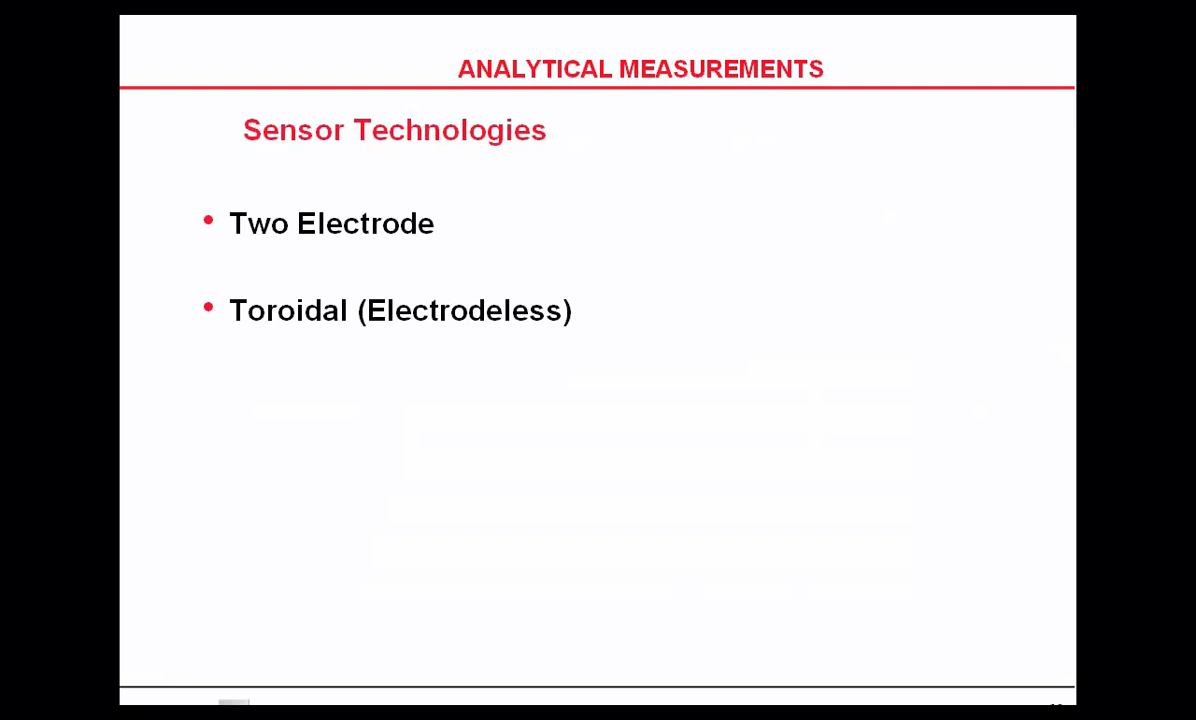 ANALYTICAL MEASUREMENTS
Sensor Technologies
• Two Electrode
• Toroidal (Electrodeless)